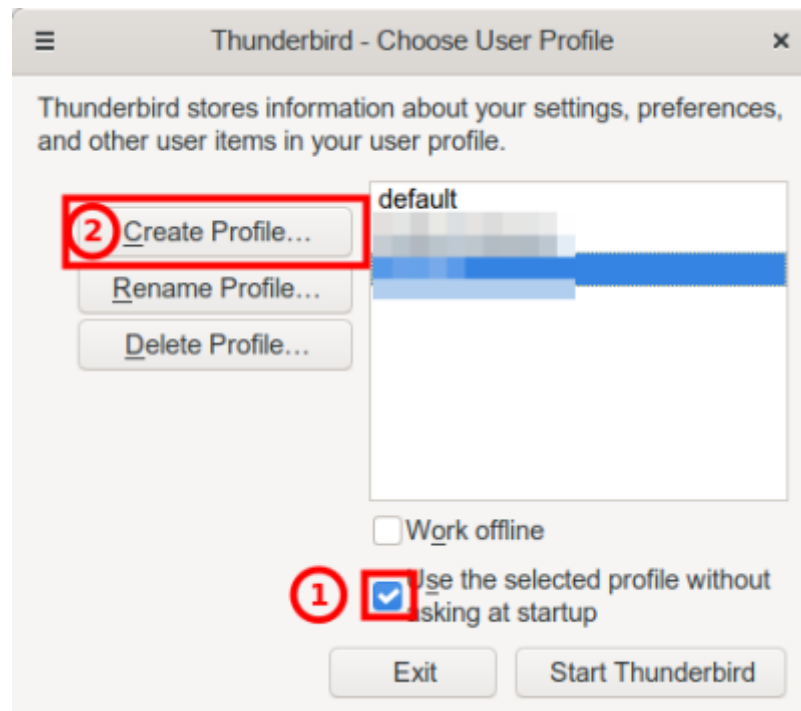 Thunderbird - Choose User Profile
Thunderbird stores information about your settings, preferences,
and other user items in your user profile.
default
2 Create Profile...
Rename Profile...
Delete Profile...
Work offline
1 Use the selected profile without
asking at startup
Exit Start Thunderbird